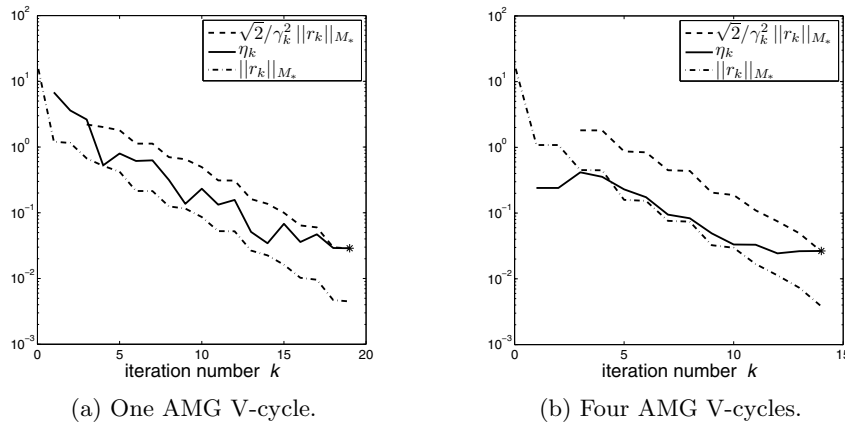 10^2
10^1
10^0
10^{-1}
10^{-2}
10^{-3}
0 5 10 15 20
iteration number k
√2/γ_k^2 ||r_k||_{M_*}
η_k
||r_k||_{M_*}
(a) One AMG V-cycle.
10^2
10^1
10^0
10^{-1}
10^{-2}
10^{-3}
0 5 10 15
iteration number k
√2/γ_k^2 ||r_k||_{M_*}
η_k
||r_k||_{M_*}
(b) Four AMG V-cycles.